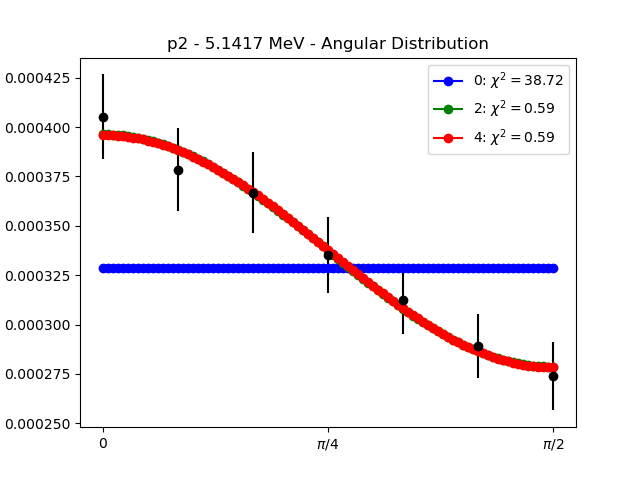 p2 - 5.1417 MeV - Angular Distribution
0: χ² = 38.72
2: χ² = 0.59
4: χ² = 0.59
0.000425
0.000400
0.000375
0.000350
0.000325
0.000300
0.000275
0.000250
0 π/4 π/2